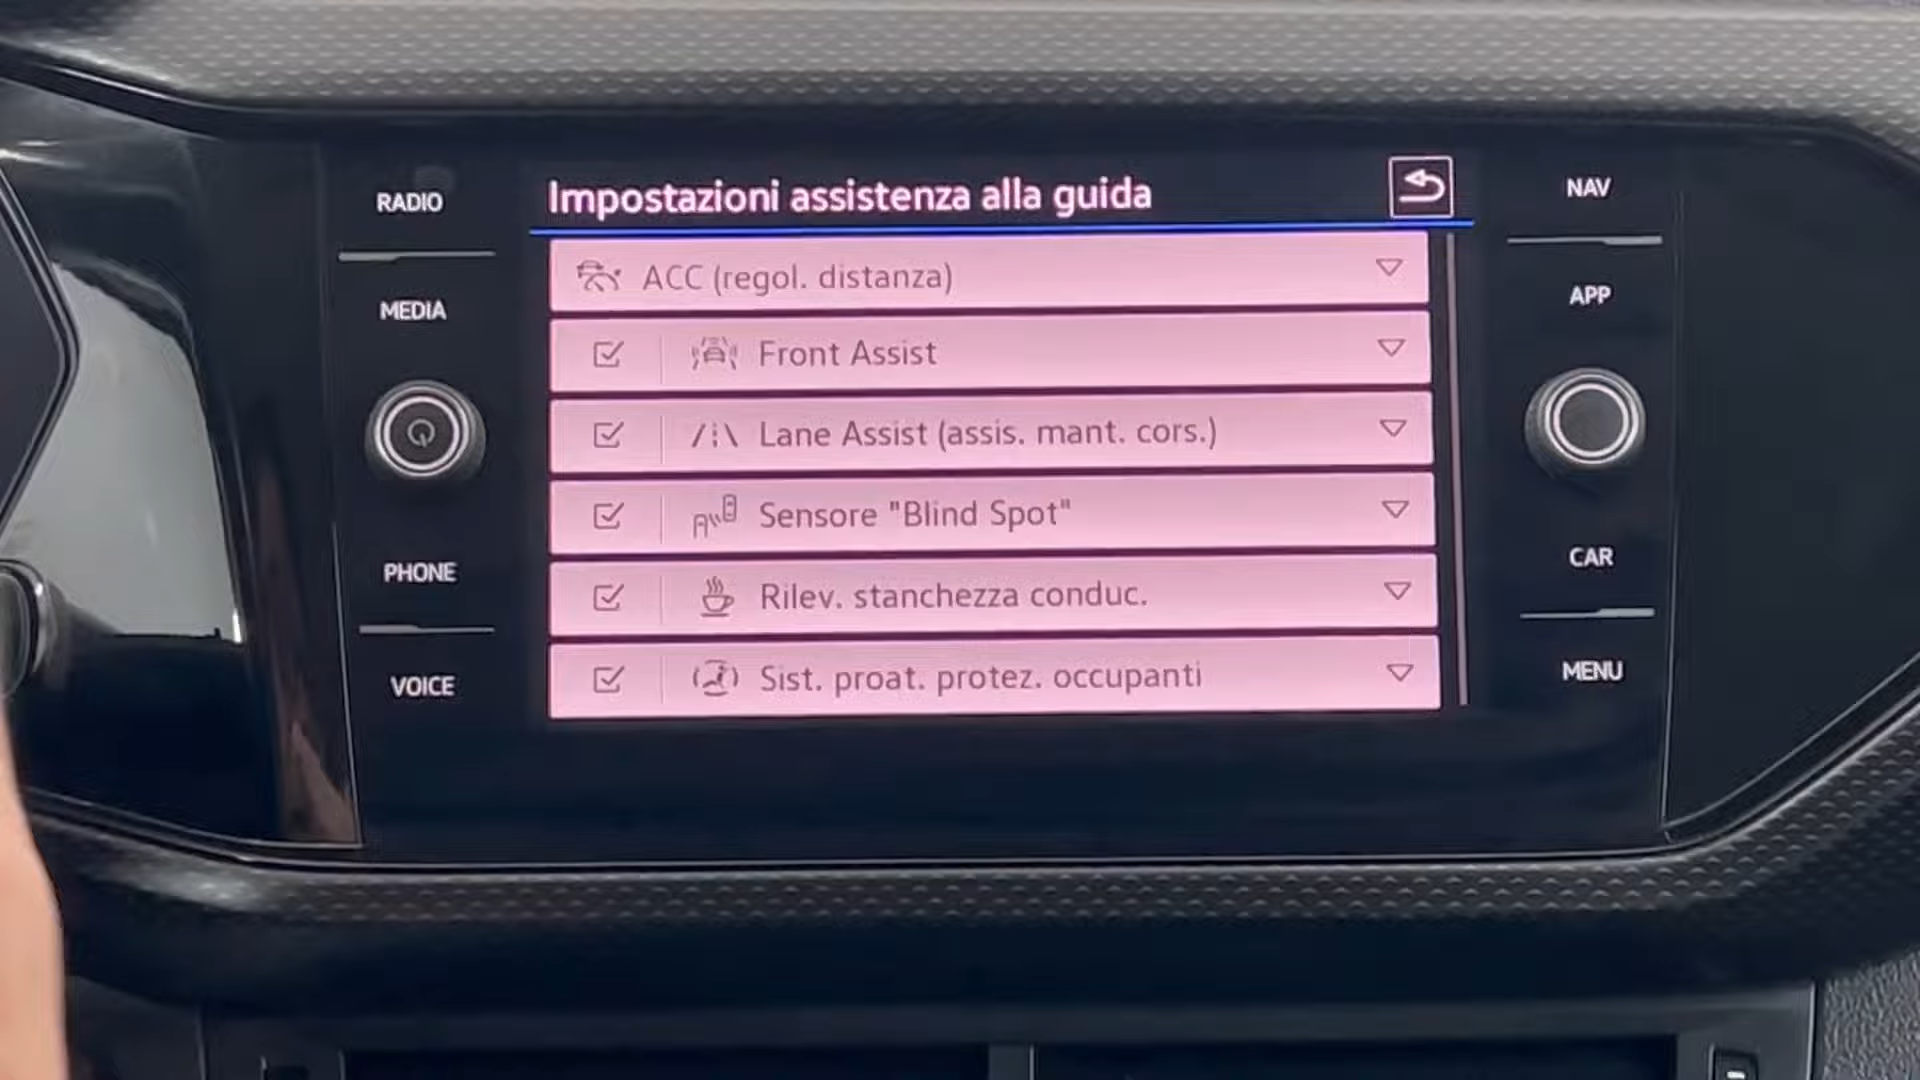 RADIO
MEDIA
PHONE
VOICE
Impostazioni assistenza alla guida
ACC (regol. distanza)
Front Assist
Lane Assist (assis. mant. cors.)
Sensore "Blind Spot"
Rilev. stanchezza conduc.
Sist. proat. protez. occupanti
NAV
APP
CAR
MENU